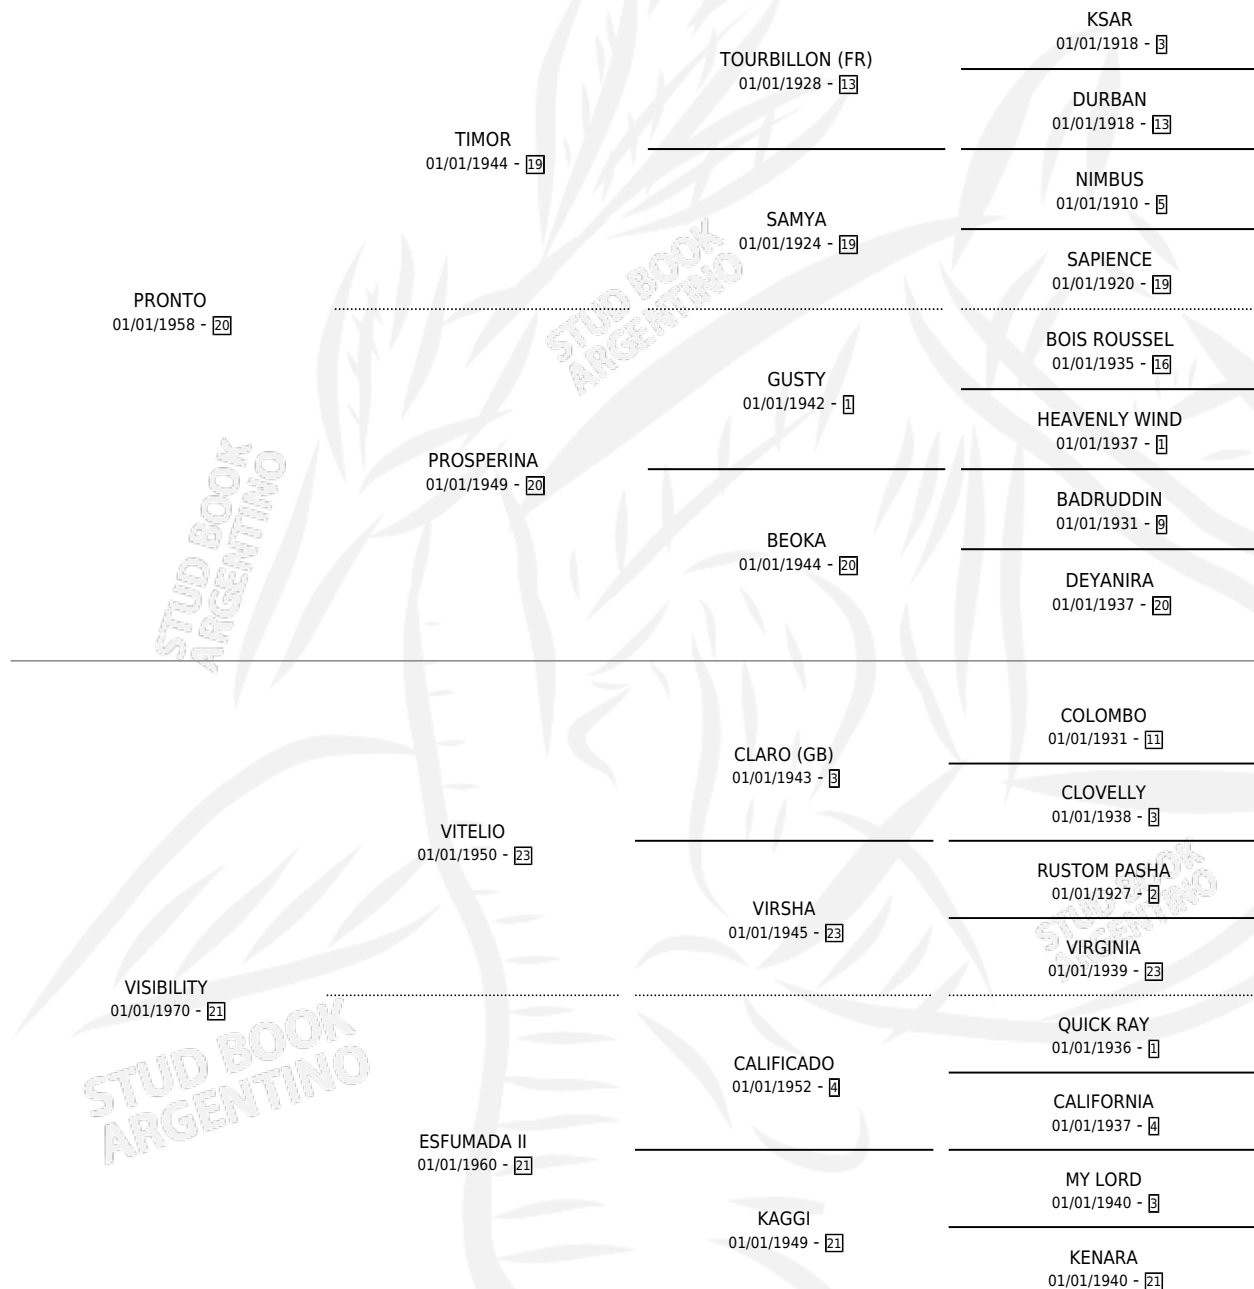 KSAR
01/01/1918 - 3
TOURBILLON (FR)
01/01/1928 - 13
DURBAN
01/01/1918 - 13
TIMOR
01/01/1944 - 19
NIMBUS
01/01/1910 - 5
SAMYA
01/01/1924 - 19
SAPIENCE
01/01/1920 - 19
PRONTO
01/01/1958 - 20
BOIS ROUSSEL
01/01/1935 - 16
GUSTY
01/01/1942 - 1
HEAVENLY WIND
01/01/1937 - 1
PROSPERINA
01/01/1949 - 20
BADRUDDIN
01/01/1931 - 9
BEOKA
01/01/1944 - 20
DEYANIRA
01/01/1937 - 20
COLOMBO
01/01/1931 - 11
CLARO (GB)
01/01/1943 - 3
CLOVELLY
01/01/1938 - 3
VITELIO
01/01/1950 - 23
RUSTOM PASHA
01/01/1927 - 2
VIRSHA
01/01/1945 - 23
VIRGINIA
01/01/1939 - 23
VISIBILITY
01/01/1970 - 21
QUICK RAY
01/01/1936 - 1
CALIFICADO
01/01/1952 - 4
CALIFORNIA
01/01/1937 - 4
ESFUMADA II
01/01/1960 - 21
MY LORD
01/01/1940 - 3
KAGGI
01/01/1949 - 21
KENARA
01/01/1940 - 21
STUD BOOK
ARGENTINO
STUD BOOK
ARGENTINO
STUD BOOK
ARGENTINO
STUD BOOK
ARGENTINO